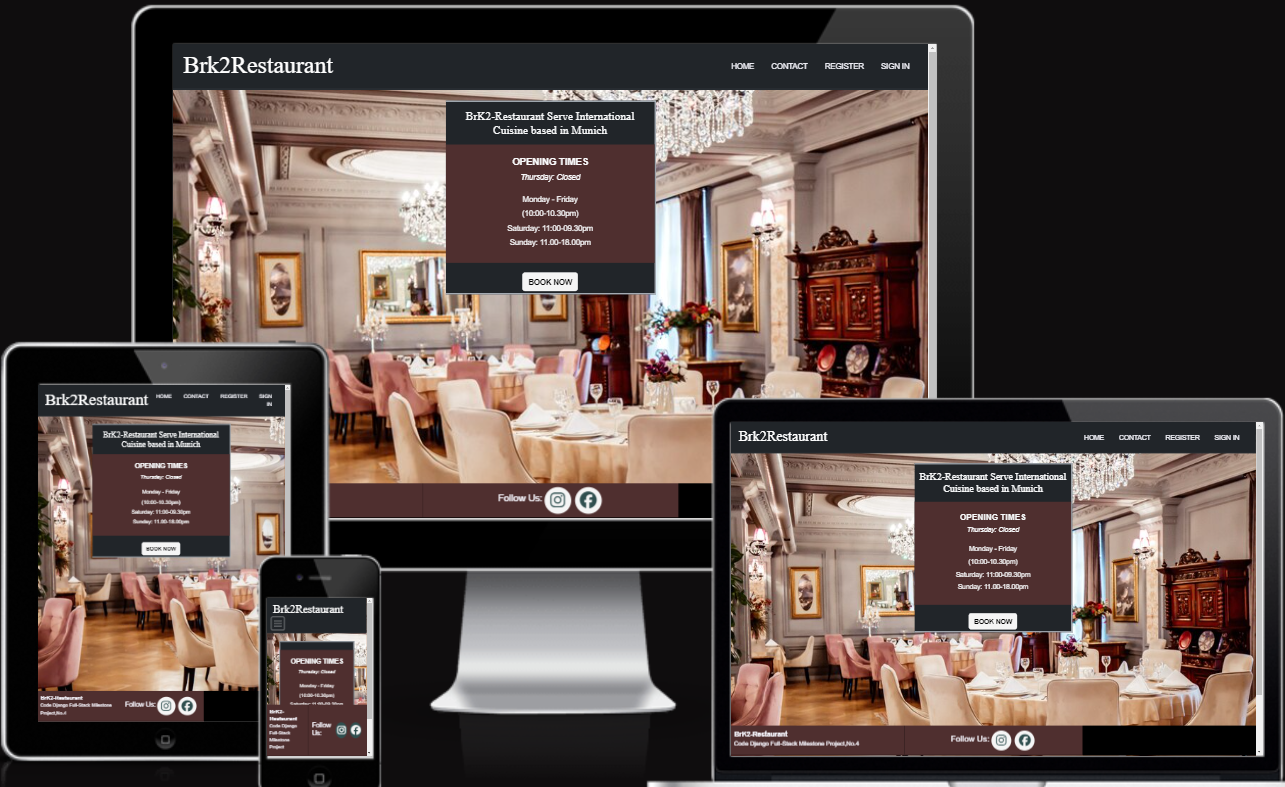 Brk2Restaurant
HOME CONTACT REGISTER SIGN IN
BrK2-Restaurant Serve International
Cuisine based in Munich
OPENING TIMES
Thursday: Closed
Monday - Friday
(10:00-10.30pm)
Saturday: 11:00-09.30pm
Sunday: 11.00-18.00pm
BOOK NOW
Follow Us:
Brk2Restaurant
HOME CONTACT REGISTER SIGN
IN
BrK2-Restaurant Serve International
Cuisine based in Munich
OPENING TIMES
Thursday: Closed
Monday - Friday
(10:00-10.30pm)
Saturday: 11:00-09.30pm
Sunday: 11.00-18.00pm
BOOK NOW
BrK2-Restaurant
Code Django Full-Stack Milestone
Project,No.4
Follow Us:
Brk2Restaurant
OPENING TIMES
Thursday: Closed
Monday - Friday
(10:00-10.30pm)
Saturday: 11:00-09.30pm
BrK2-
Restaurant
Code Django
Full-Stack
Milestone
Project
Follow
Us:
Brk2Restaurant
HOME CONTACT REGISTER SIGN IN
BrK2-Restaurant Serve International
Cuisine based in Munich
OPENING TIMES
Thursday: Closed
Monday - Friday
(10:00-10.30pm)
Saturday: 11:00-09.30pm
Sunday: 11.00-18.00pm
BOOK NOW
BrK2-Restaurant
Code Django Full-Stack Milestone Project,No.4
Follow Us: